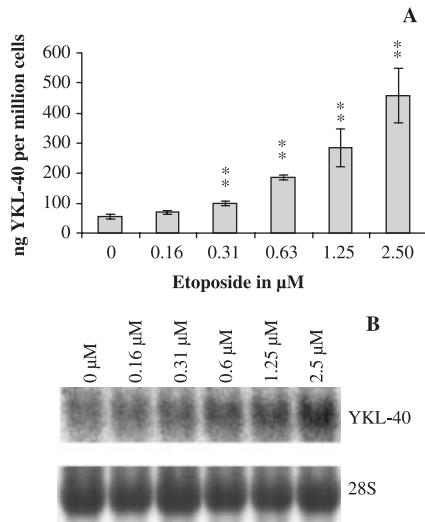 A
ng YKL-40 per million cells
700
600
500
400
300
200
100
0
** ** ** **
0 0.16 0.31 0.63 1.25 2.50
Etoposide in µM
B
0 µM 0.16 µM 0.31 µM 0.6 µM 1.25 µM 2.5 µM
YKL-40
28S